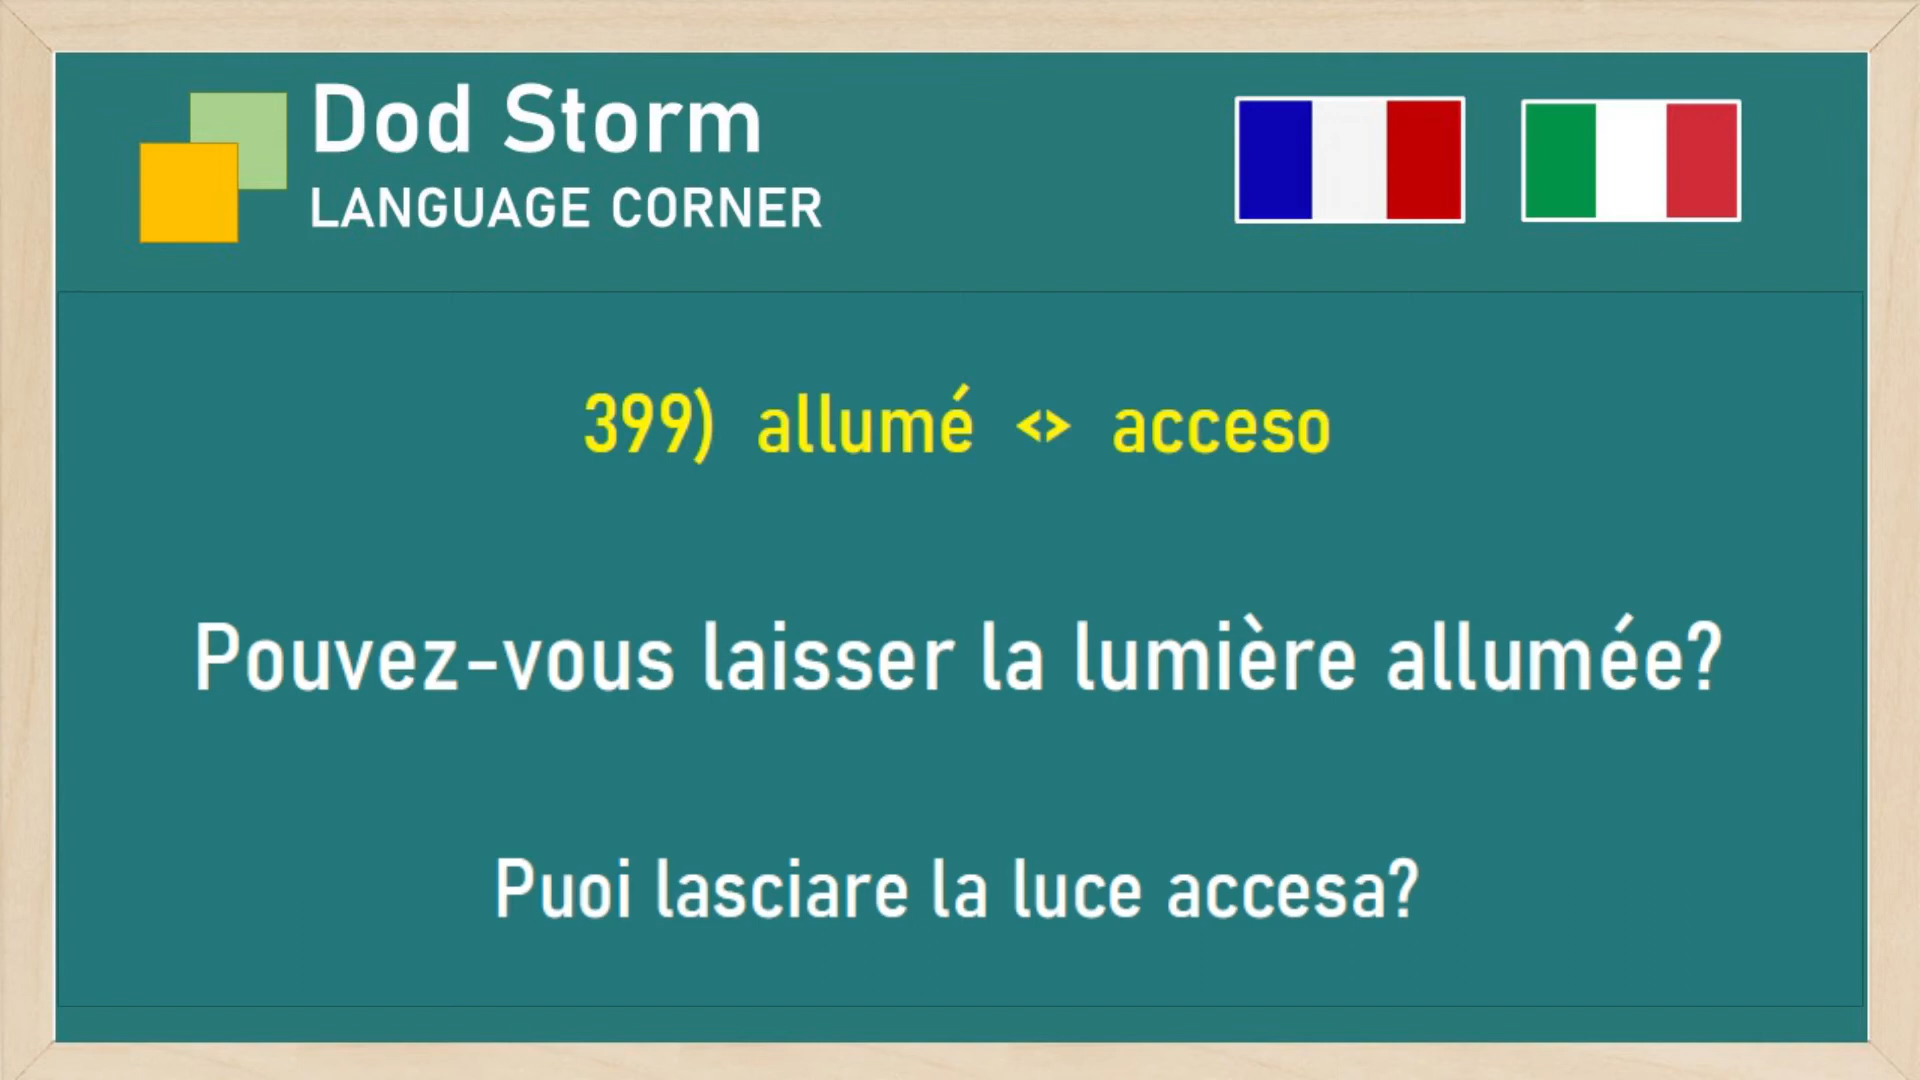 Dod Storm
LANGUAGE CORNER
399) allumé <> acceso
Pouvez-vous laisser la lumière allumée?
Puoi lasciare la luce accesa?